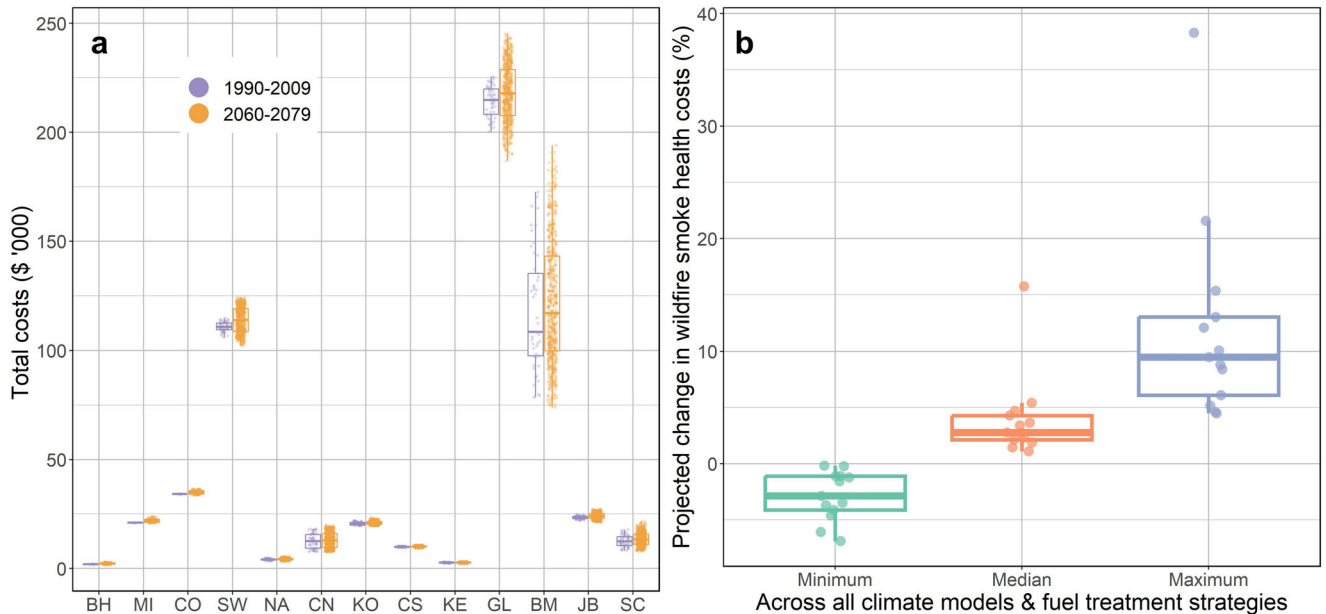 a
1990-2009
2060-2079
Total costs ($ '000)
250
200
150
100
50
0
BH MI CO SW NA CN KO CS KE GL BM JB SC
b
Projected change in wildfire smoke health costs (%)
40
30
20
10
0
Minimum Median Maximum
Across all climate models & fuel treatment strategies